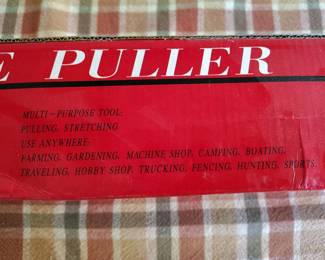 E PULLER
MULTI-PURPOSE TOOL:
PULLING, STRETCHING
USE ANYWHERE:
FARMING, GARDENING, MACHINE SHOP, CAMPING, BOATING,
TRAVELING, HOBBY SHOP, TRUCKING, FENCING, HUNTING, SPORTS,